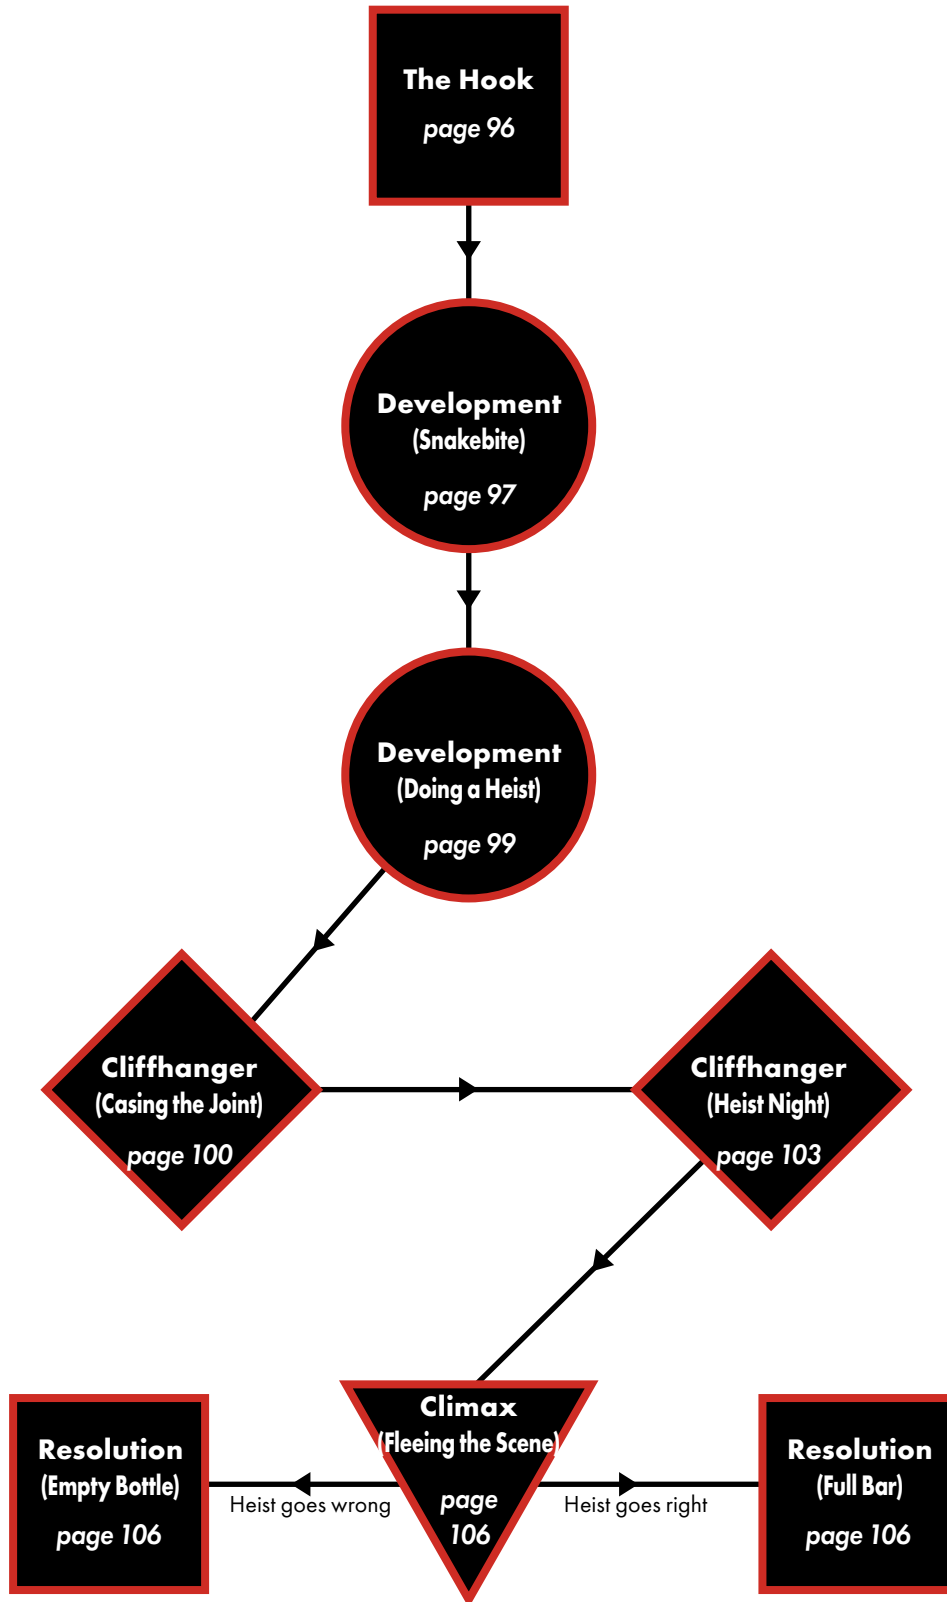 The Hook
page 96
Development
(Snakebite)
page 97
Development
(Doing a Heist)
page 99
Cliffhanger
(Casing the Joint)
page 100
Cliffhanger
(Heist Night)
page 103
Climax
(Fleeing the Scene)
page
106
Resolution
(Empty Bottle)
page 106
Heist goes wrong
Heist goes right
Resolution
(Full Bar)
page 106